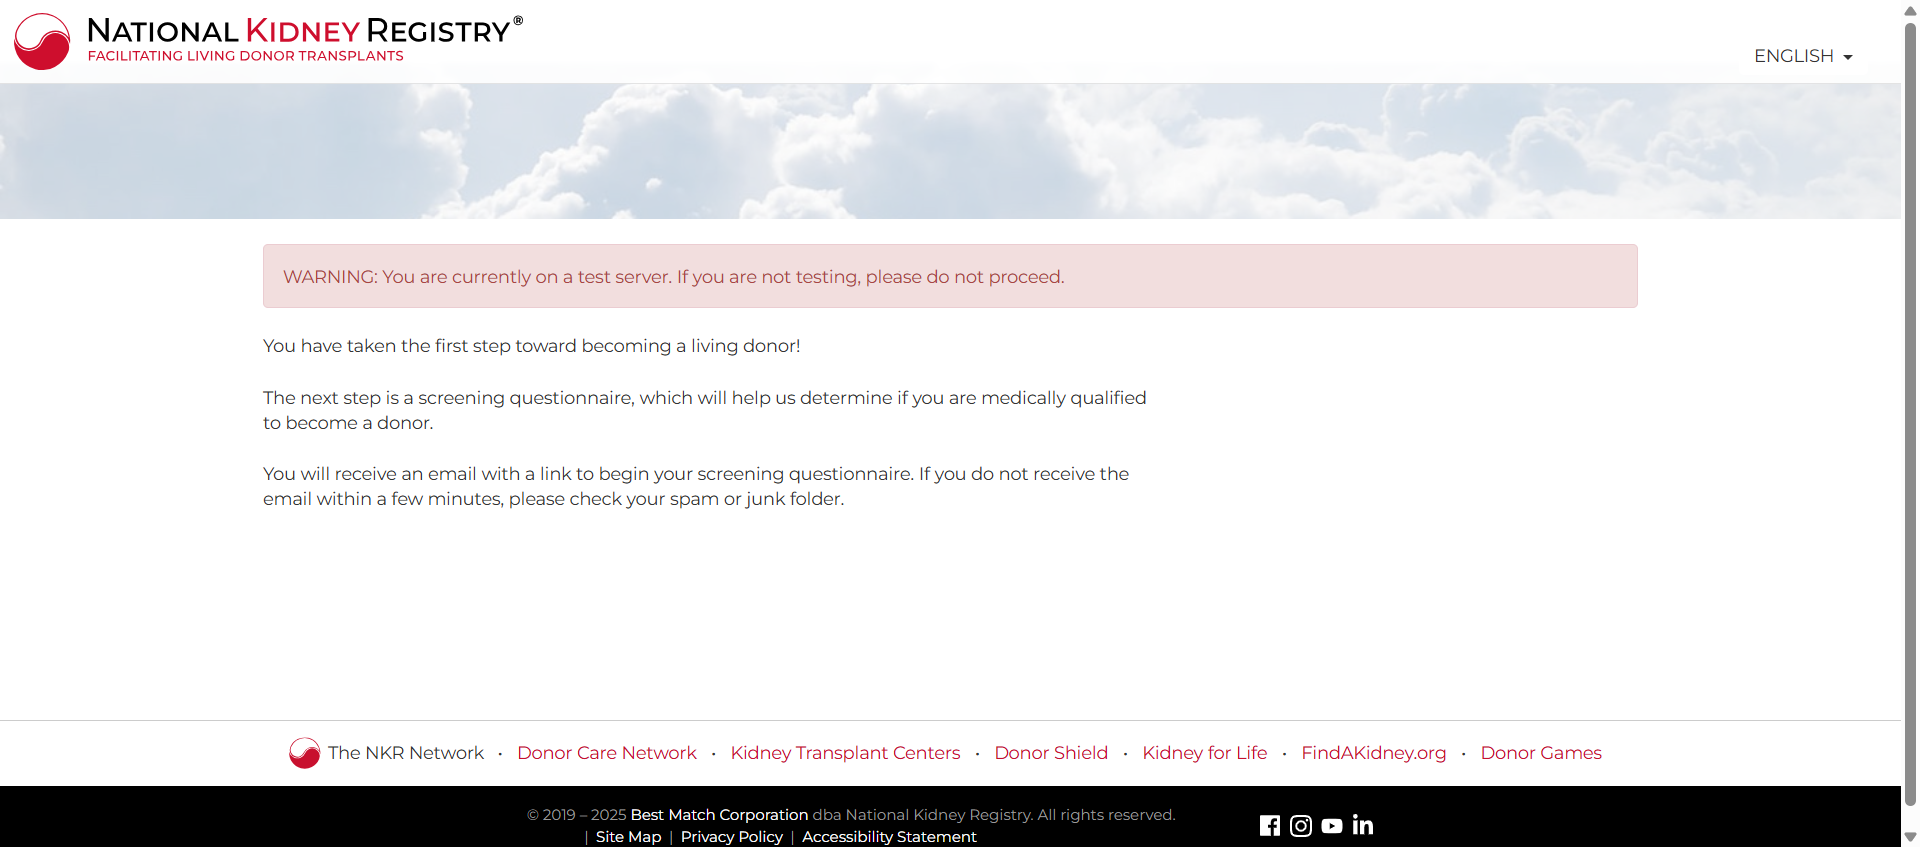 NATIONAL KIDNEY REGISTRY®
FACILITATING LIVING DONOR TRANSPLANTS
ENGLISH
WARNING: You are currently on a test server. If you are not testing, please do not proceed.
You have taken the first step toward becoming a living donor!
The next step is a screening questionnaire, which will help us determine if you are medically qualified
to become a donor.
You will receive an email with a link to begin your screening questionnaire. If you do not receive the
email within a few minutes, please check your spam or junk folder.
The NKR Network • Donor Care Network • Kidney Transplant Centers • Donor Shield • Kidney for Life • FindAKidney.org • Donor Games
© 2019 – 2025 Best Match Corporation dba National Kidney Registry. All rights reserved.
| Site Map | Privacy Policy | Accessibility Statement